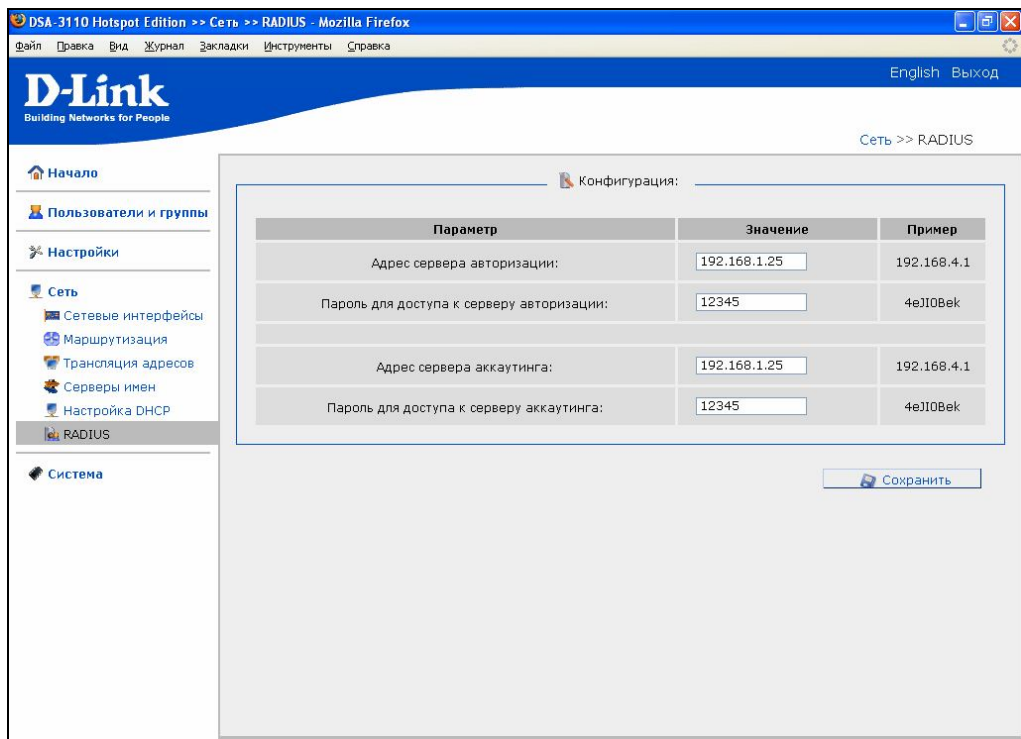 DSA-3110 Hotspot Edition >> Сеть >> RADIUS - Mozilla Firefox
Файл Правка Вид Журнал Закладки Инструменты Справка
D-Link
Building Networks for People
English Выход
Сеть >> RADIUS
Начало
Пользователи и группы
Настройки
Сеть
Сетевые интерфейсы
Маршрутизация
Трансляция адресов
Серверы имен
Настройка DHCP
RADIUS
Система
Конфигурация:
Параметр Значение Пример
Адрес сервера авторизации: 192.168.1.25 192.168.4.1
Пароль для доступа к серверу авторизации: 12345 4eJI0Bek
Адрес сервера аккаутинга: 192.168.1.25 192.168.4.1
Пароль для доступа к серверу аккаутинга: 12345 4eJI0Bek
Сохранить